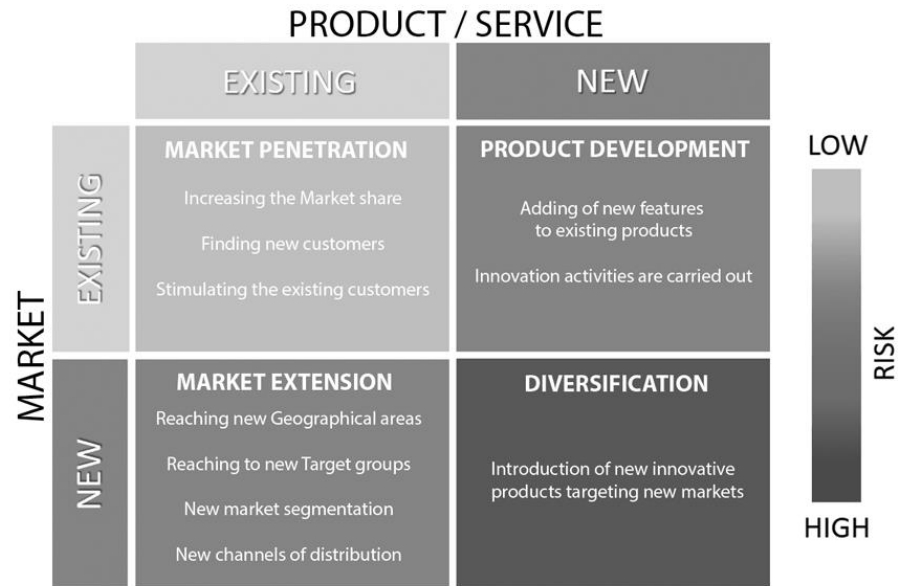 PRODUCT / SERVICE
EXISTING
NEW
MARKET
EXISTING
MARKET PENETRATION
Increasing the Market share
Finding new customers
Stimulating the existing customers
PRODUCT DEVELOPMENT
Adding of new features
to existing products
Innovation activities are carried out
NEW
MARKET EXTENSION
Reaching new Geographical areas
Reaching to new Target groups
New market segmentation
New channels of distribution
DIVERSIFICATION
Introduction of new innovative
products targeting new markets
LOW
RISK
HIGH